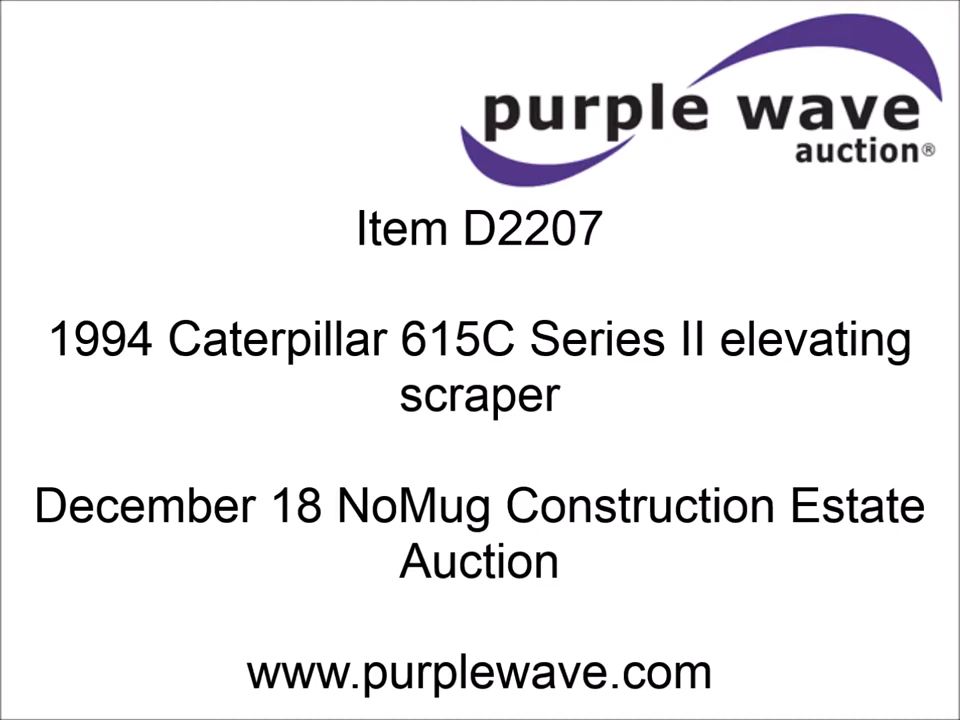 purple wave
auction®
Item D2207
1994 Caterpillar 615C Series II elevating
scraper
December 18 NoMug Construction Estate
Auction
www.purplewave.com